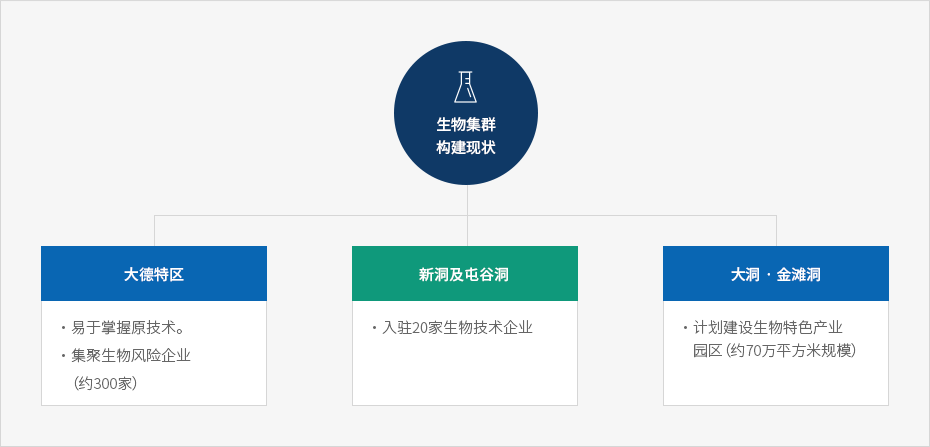 生物集群
构建现状
大德特区
新洞及屯谷洞
大洞 · 金滩洞
· 易于掌握原技术。
· 集聚生物风险企业
（约300家）
· 入驻20家生物技术企业
· 计划建设生物特色产业
园区（约70万平方米规模）